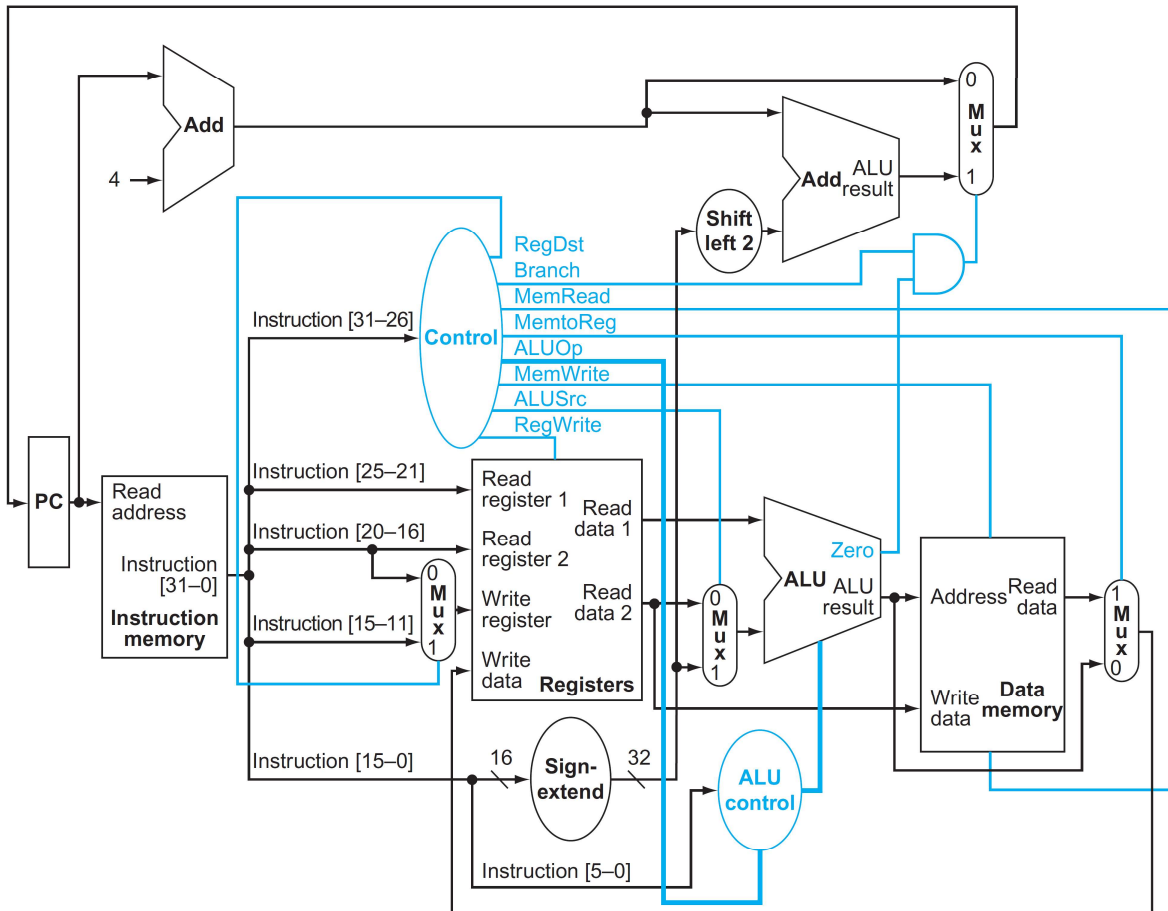 0
M
u
x
1
Add
4
Add
ALU
result
Shift
left 2
RegDst
Branch
MemRead
MemtoReg
ALUOp
MemWrite
ALUSrc
RegWrite
Control
Instruction [31–26]
Instruction [25–21]
Instruction [20–16]
Instruction [15–11]
Instruction [15–0]
Instruction [5–0]
PC
Read
address
Instruction
[31–0]
Instruction
memory
0
M
u
x
1
Read
register 1
Read
register 2
Write
register
Write
data
Read
data 1
Read
data 2
Registers
0
M
u
x
1
Zero
ALU
ALU
result
Address
Read
data
Write
data
Data
memory
1
M
u
x
0
16
Sign-
extend
32
ALU
control